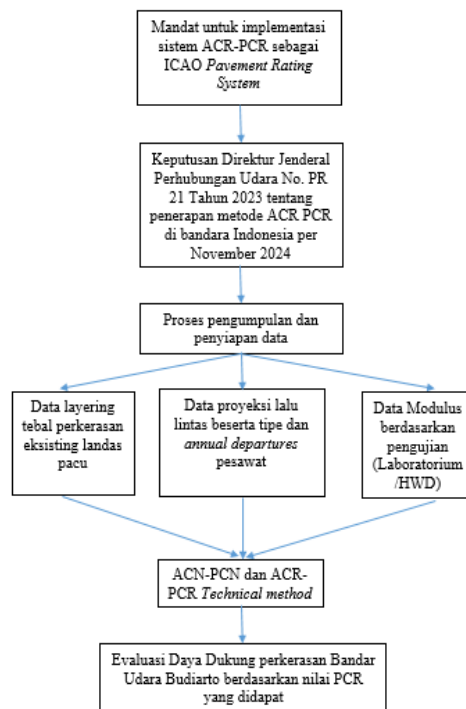 Mandat untuk implementasi
sistem ACR-PCR sebagai
ICAO Pavement Rating
System
Keputusan Direktur Jenderal
Perhubungan Udara No. PR
21 Tahun 2023 tentang
penerapan metode ACR PCR
di bandara Indonesia per
November 2024
Proses pengumpulan dan
penyiapan data
Data layering
tebal perkerasan
eksisting landas
pacu
Data proyeksi lalu
lintas beserta tipe dan
annual departures
pesawat
Data Modulus
berdasarkan
pengujian
(Laboratorium
/HWD)
ACN-PCN dan ACR-
PCR Technical method
Evaluasi Daya Dukung perkerasan Bandar
Udara Budiarto berdasarkan nilai PCR
yang didapat